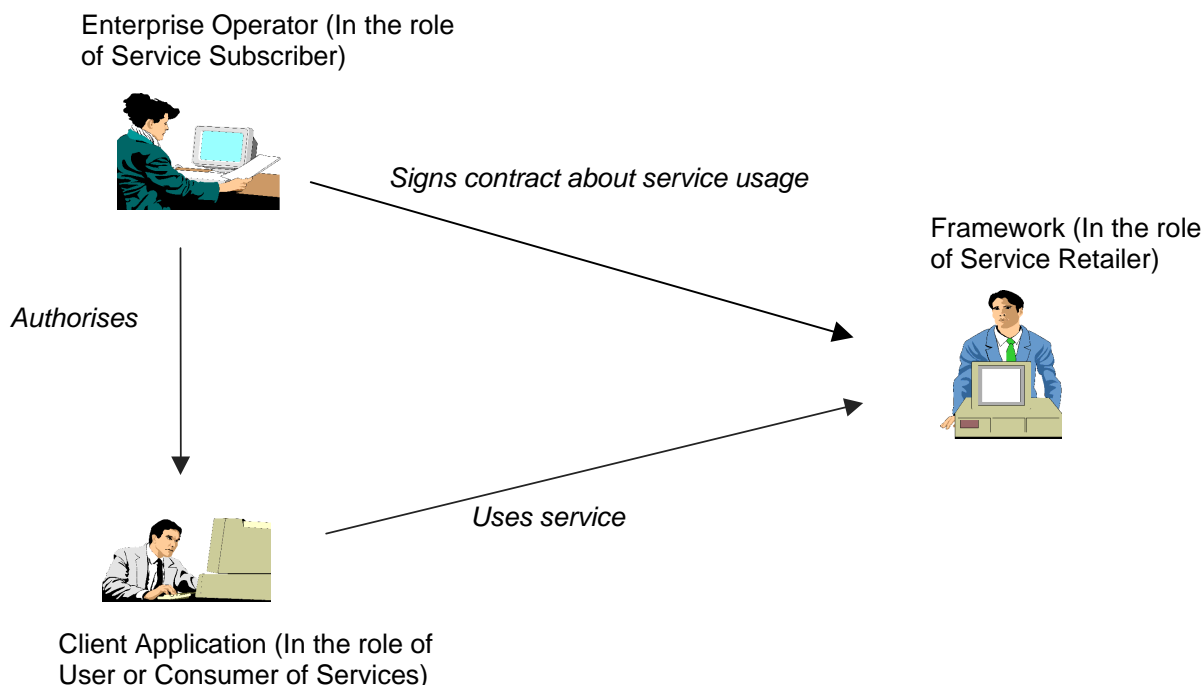 Enterprise Operator (In the role
of Service Subscriber)
Signs contract about service usage
Framework (In the role
of Service Retailer)
Authorises
Uses service
Client Application (In the role of
User or Consumer of Services)